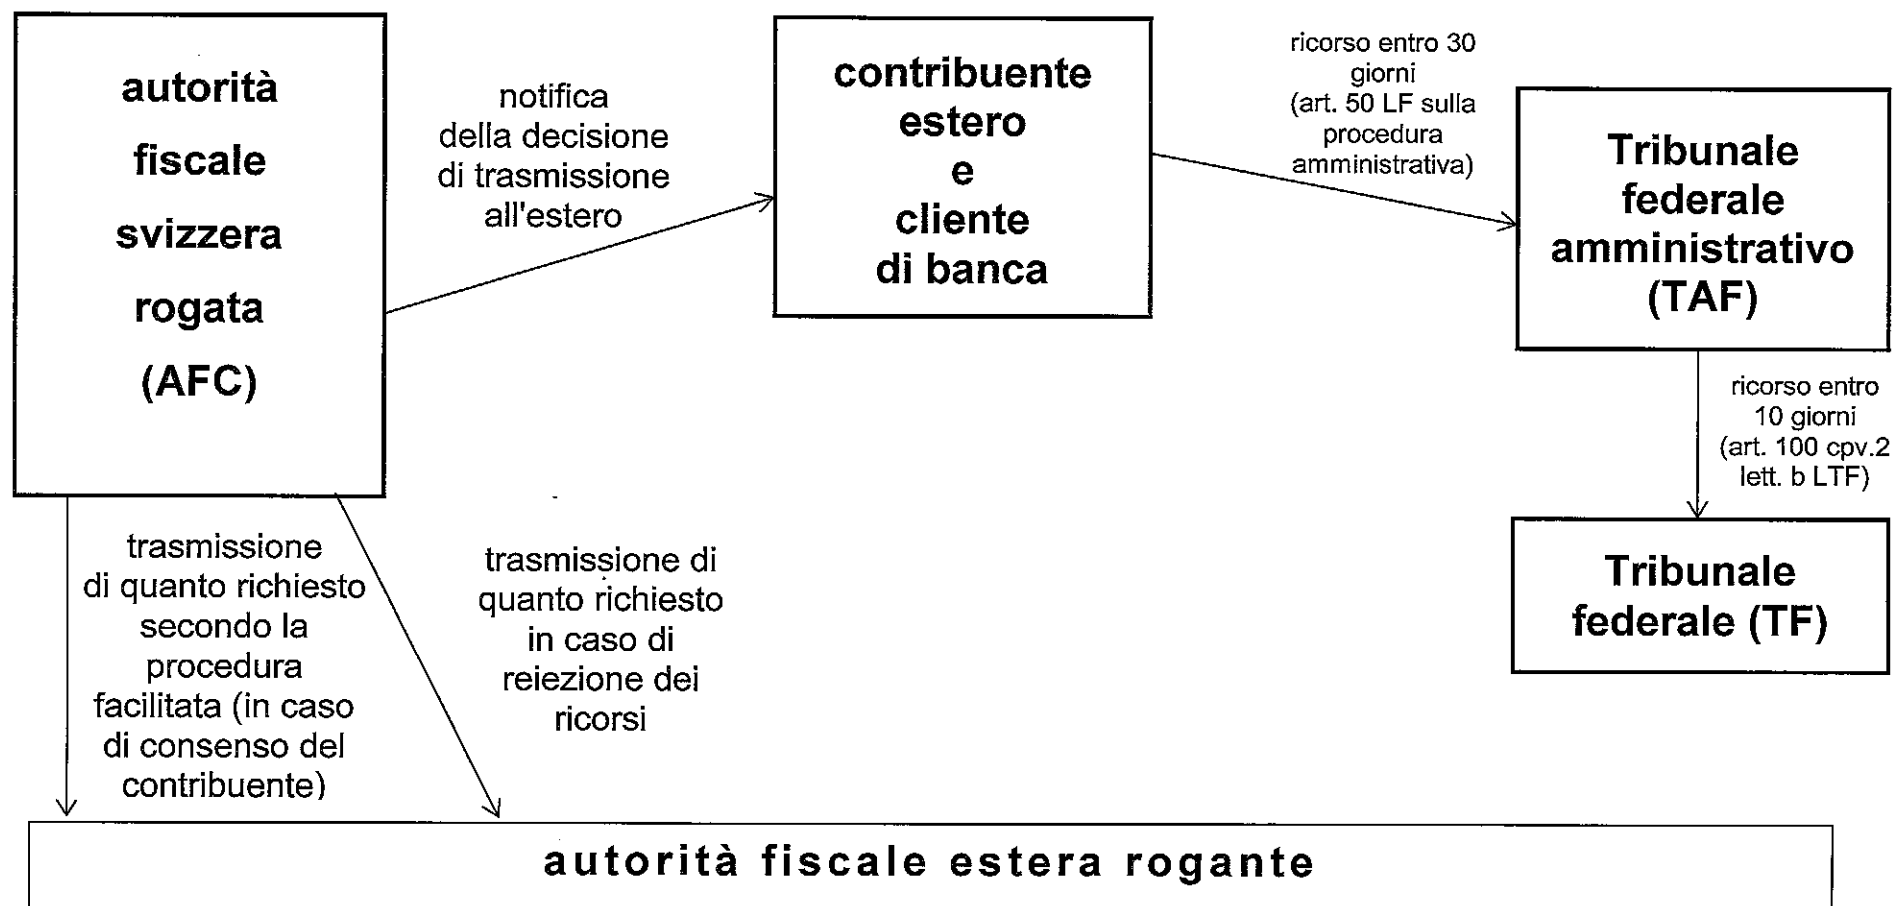 autorità
fiscale
svizzera
rogata
(AFC)
notifica
della decisione
di trasmissione
all'estero
contribuente
estero
e
cliente
di banca
ricorso entro 30
giorni
(art. 50 LF sulla
procedura
amministrativa)
Tribunale
federale
amministrativo
(TAF)
ricorso entro
10 giorni
(art. 100 cpv.2
lett. b LTF)
Tribunale
federale (TF)
trasmissione
di quanto richiesto
secondo la
procedura
facilitata (in caso
di consenso del
contribuente)
trasmissione di
quanto richiesto
in caso di
reiezione dei
ricorsi
autorità fiscale estera rogante